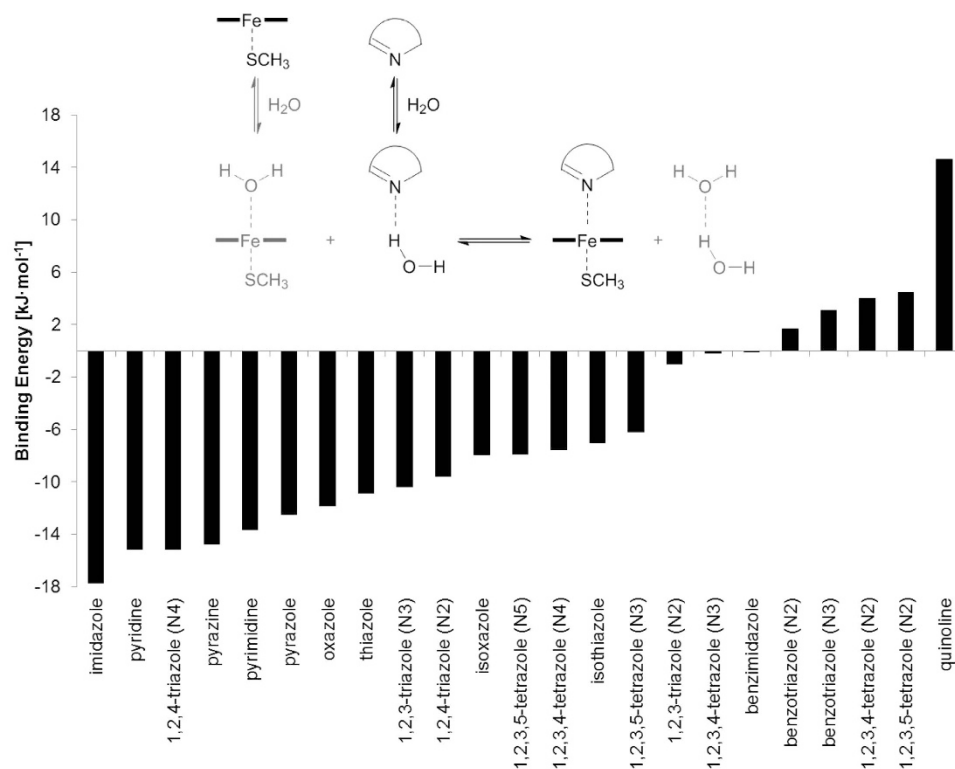 Fe
SCH3
N
H2O
H2O
H H
O
N
N
H H
O
Fe
+
H
Fe
+
H
SCH3
O H
SCH3
O H
Binding Energy [kJ·mol-1]
18
14
10
6
2
-2
-6
-10
-14
-18
imidazole
pyridine
1,2,4-triazole (N4)
pyrazine
pyrimidine
pyrazole
oxazole
thiazole
1,2,3-triazole (N3)
1,2,4-triazole (N2)
isoxazole
1,2,3,5-tetrazole (N5)
1,2,3,4-tetrazole (N4)
isothiazole
1,2,3,5-tetrazole (N3)
1,2,3-triazole (N2)
1,2,3,4-tetrazole (N3)
benzimidazole
benzotriazole (N2)
benzotriazole (N3)
1,2,3,4-tetrazole (N2)
1,2,3,5-tetrazole (N2)
quinoline